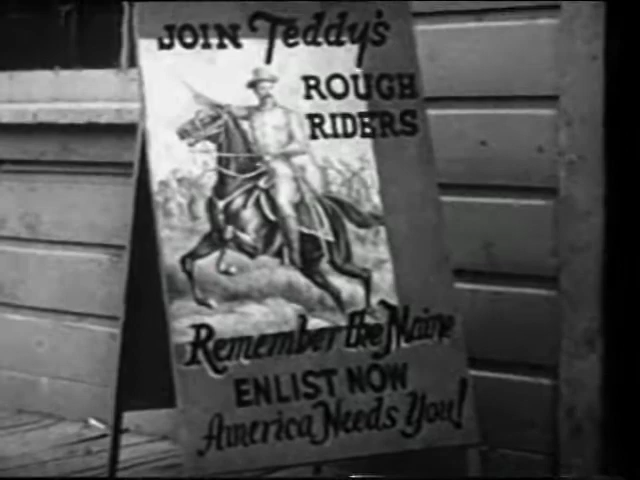 JOIN Teddy's
ROUGH
RIDERS
Remember the Maine
ENLIST NOW
America Needs You!